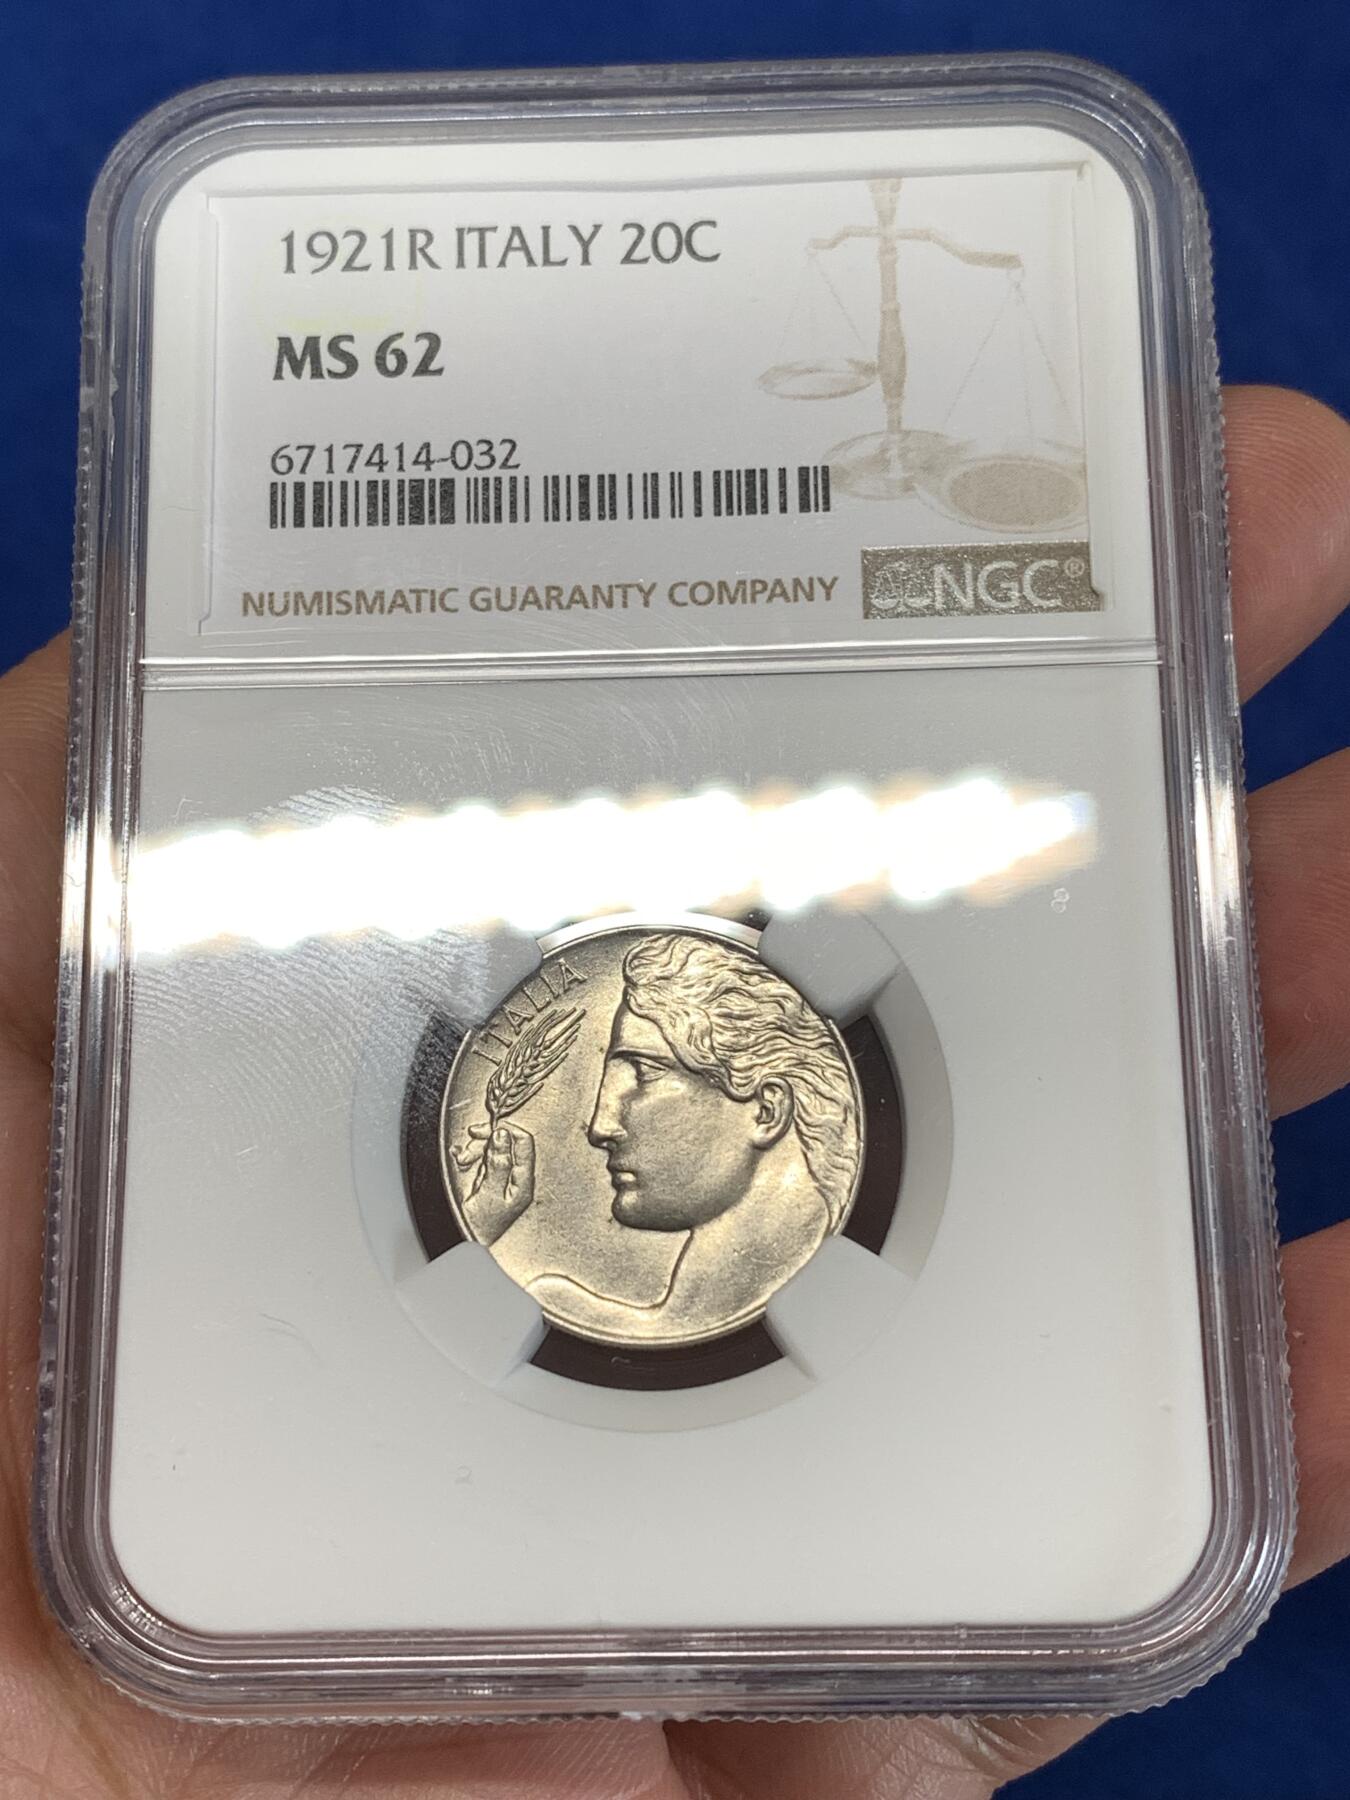 1921R ITALY 20C
MS 62
6717414-032
NUMISMATIC GUARANTY COMPANY
NGC®
ITALIA